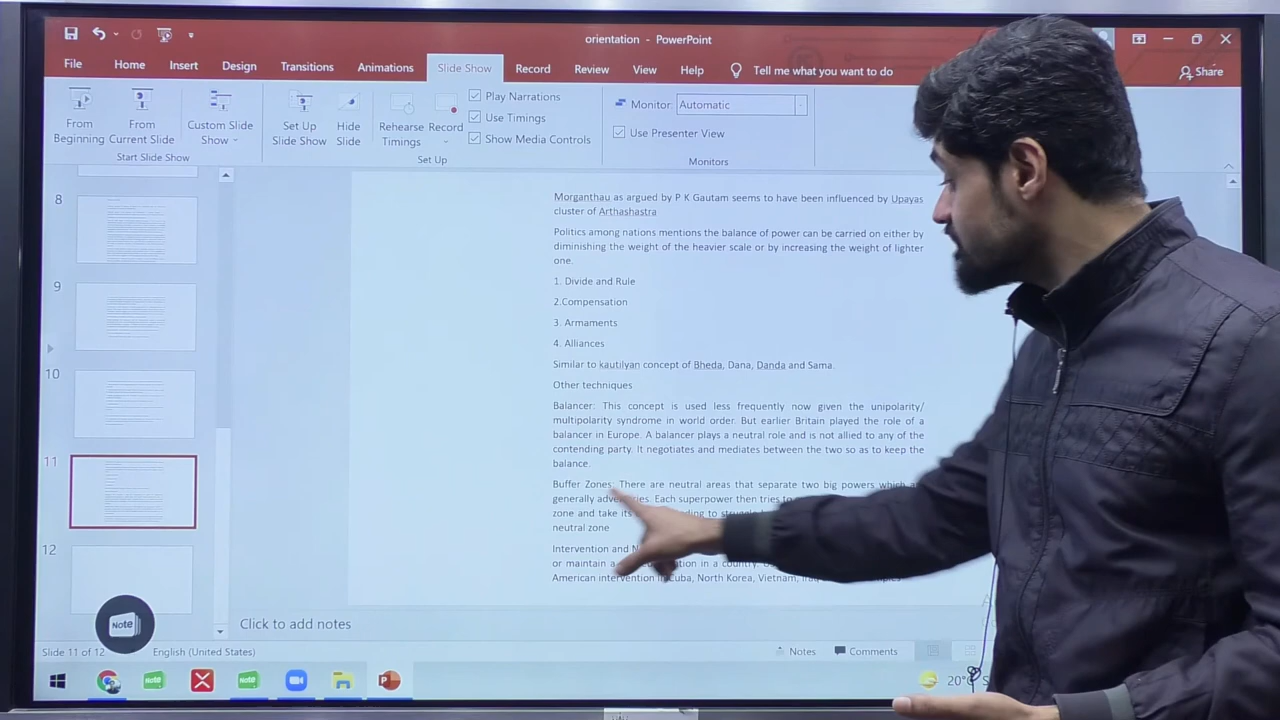 orientation - PowerPoint
File Home Insert Design Transitions Animations Slide Show Record Review View Help Tell me what you want to do Share
From Beginning
From Current Slide
Custom Slide Show
Start Slide Show
Set Up Slide Show
Hide Slide
Rehearse Timings
Record
Play Narrations
Use Timings
Show Media Controls
Set Up
Monitor: Automatic
Use Presenter View
Monitors
8
9
10
11
12
Morganthau as argued by P K Gautam seems to have been influenced by Upayas
cluster of Arthashastra
Politics among nations mentions the balance of power can be carried on either by
diminishing the weight of the heavier scale or by increasing the weight of lighter
one.
1. Divide and Rule
2.Compensation
3. Armaments
4. Alliances
Similar to kautilyan concept of Bheda, Dana, Danda and Sama.
Other techniques
Balancer: This concept is used less frequently now given the unipolarity/
multipolarity syndrome in world order. But earlier Britain played the role of a
balancer in Europe. A balancer plays a neutral role and is not allied to any of the
contending party. It negotiates and mediates between the two so as to keep the
balance.
Buffer Zones: There are neutral areas that separate two big powers which
generally Each superpower then tries to
zone and take its to
neutral zone
Intervention and
or maintain a in a country.
American intervention in Cuba, North Korea, Vietnam,
Note
Click to add notes
Slide 11 of 12 English (United States) Notes Comments
Note Note 20°